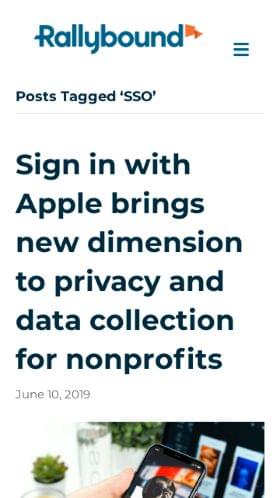 Rallybound
Posts Tagged ‘SSO’
Sign in with
Apple brings
new dimension
to privacy and
data collection
for nonprofits
June 10, 2019